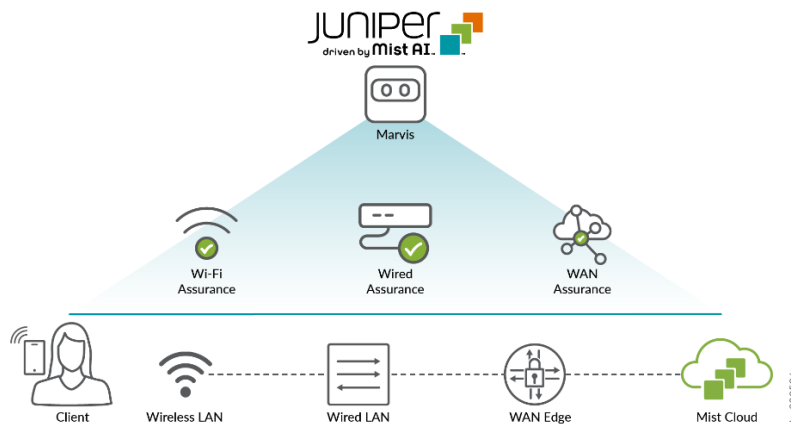 JUNIPER
driven by Mist AI™
Marvis
Wi-Fi
Assurance
Wired
Assurance
WAN
Assurance
Client
Wireless LAN
Wired LAN
WAN Edge
Mist Cloud